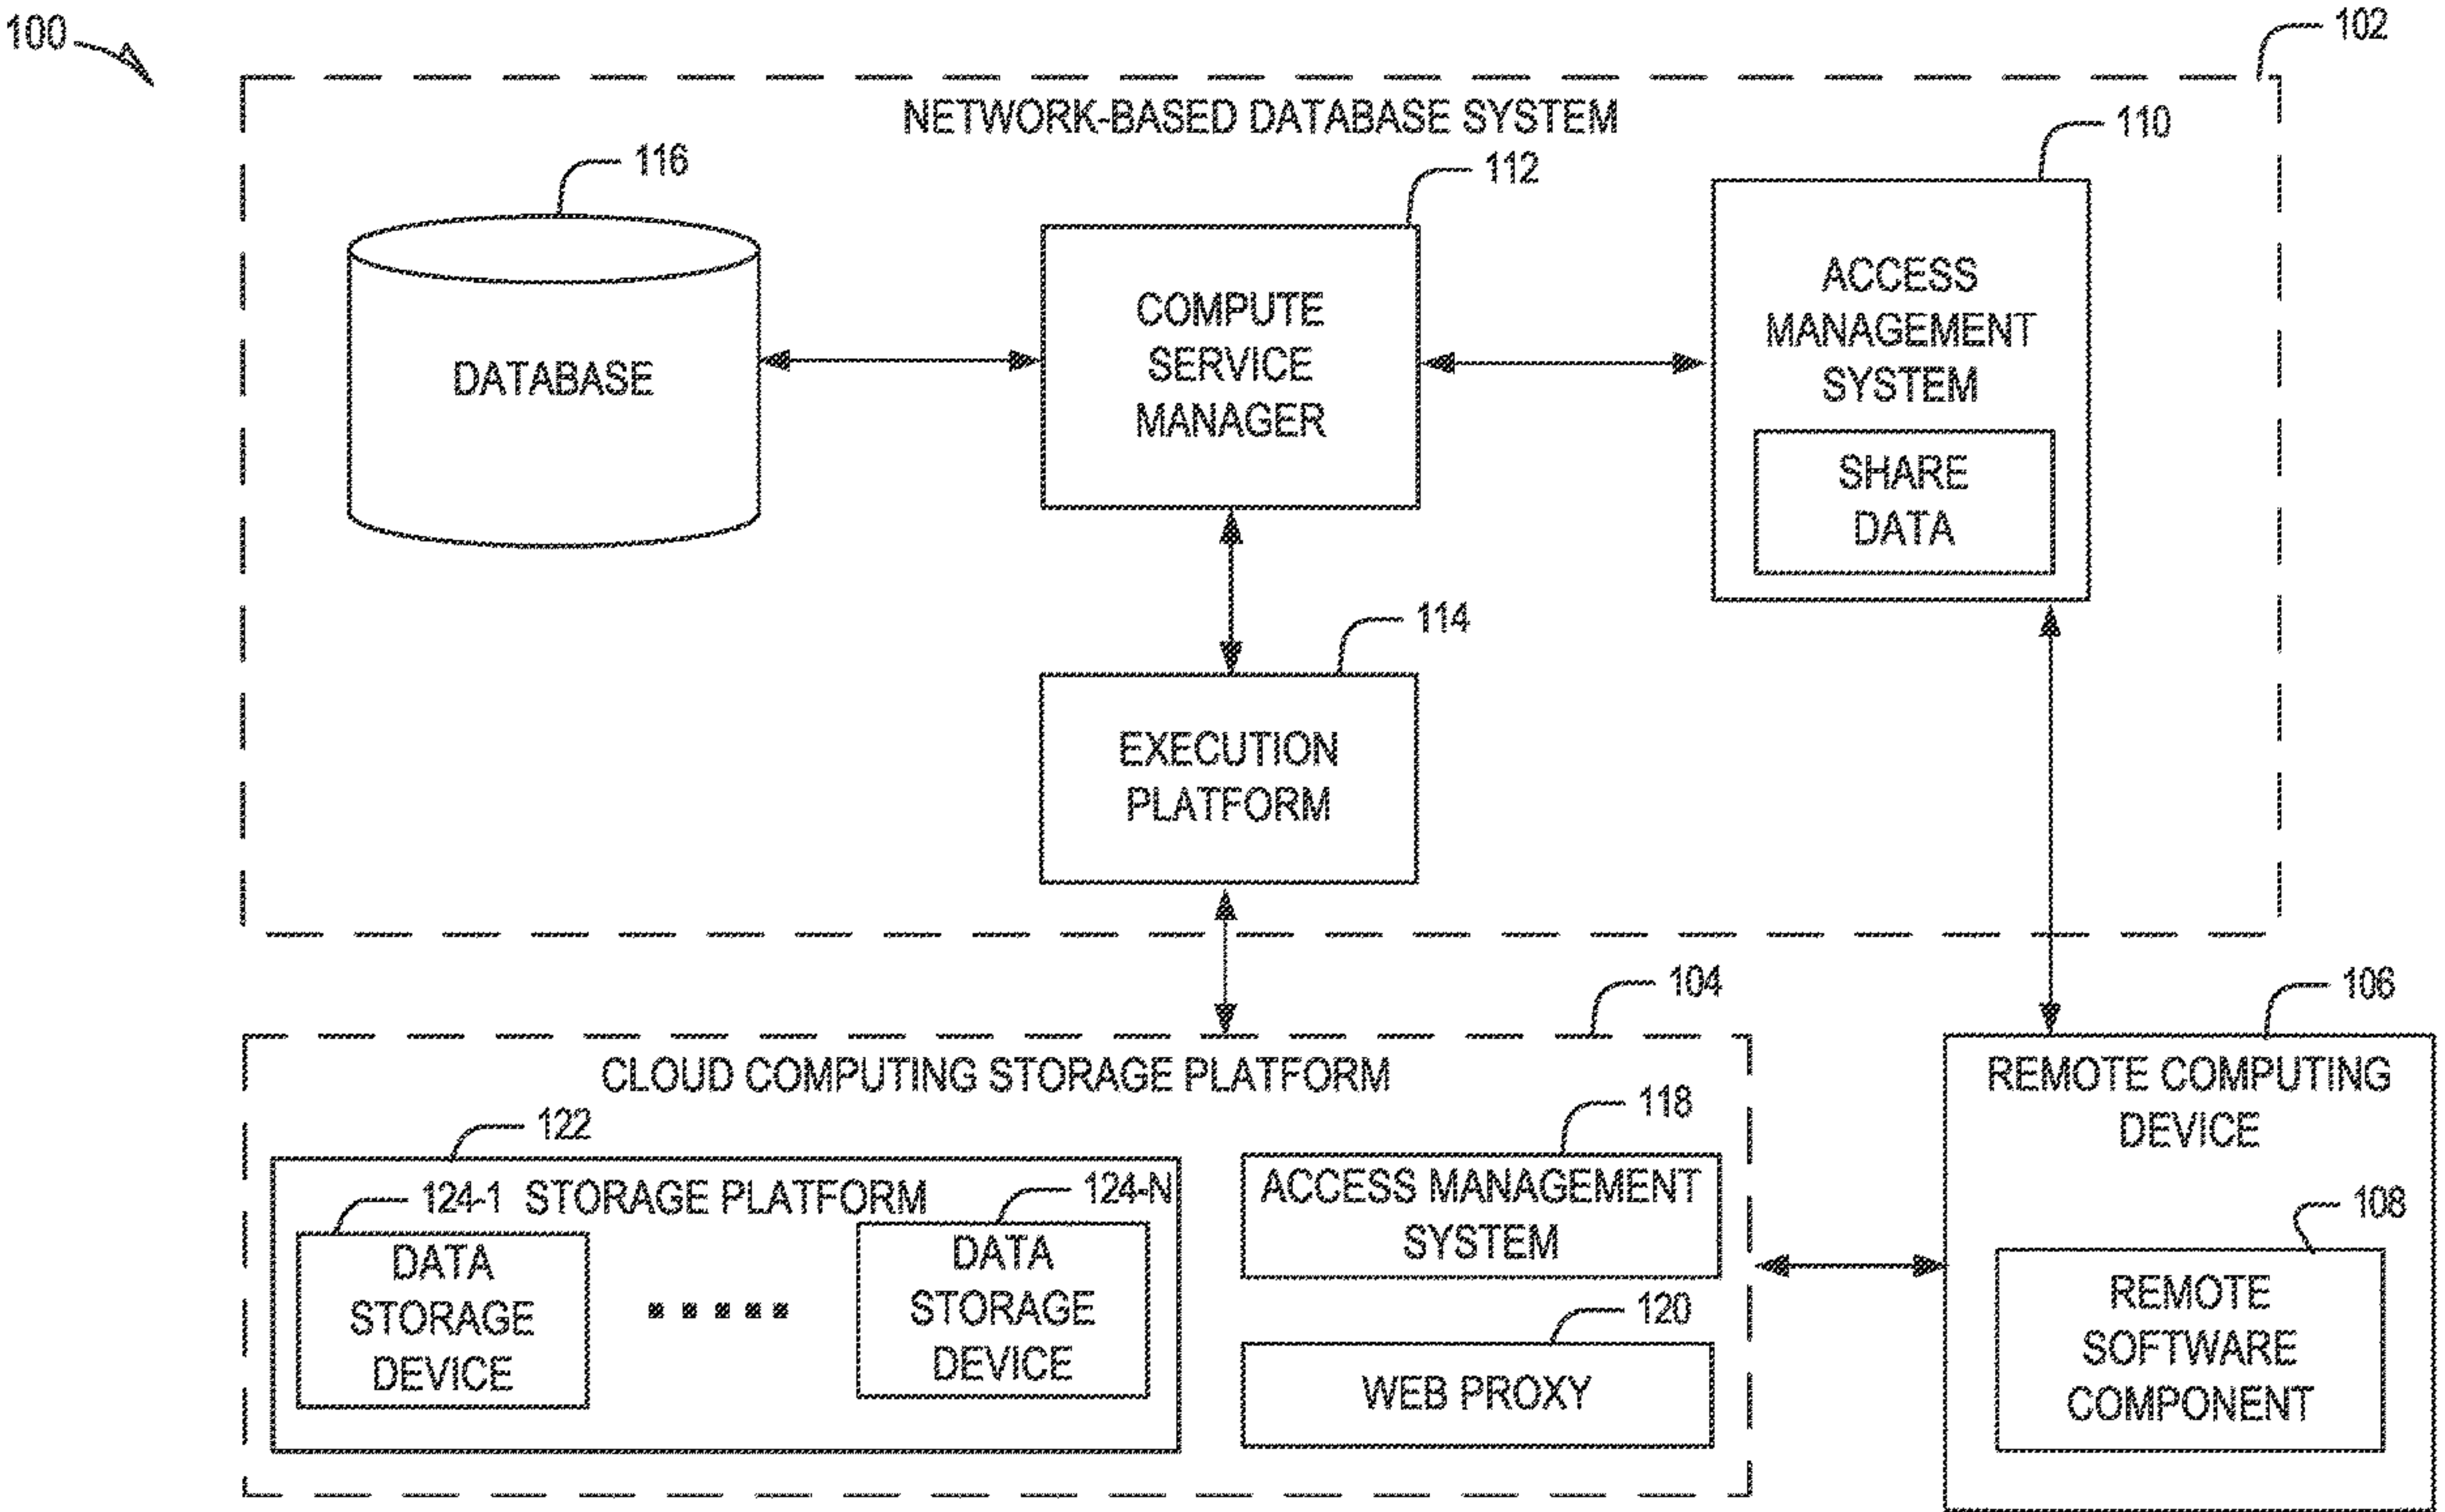 100
102
NETWORK-BASED DATABASE SYSTEM
110
116
112
ACCESS
MANAGEMENT
SYSTEM
COMPUTE
SERVICE
MANAGER
DATABASE
SHARE
DATA
114
EXECUTION
PLATFORM
104
106
CLOUD COMPUTING STORAGE PLATFORM
REMOTE COMPUTING
DEVICE
122
118
124-1 STORAGE PLATFORM
124-N
ACCESS MANAGEMENT
SYSTEM
108
DATA
STORAGE
DEVICE
DATA
STORAGE
DEVICE
120
WEB PROXY
REMOTE
SOFTWARE
COMPONENT